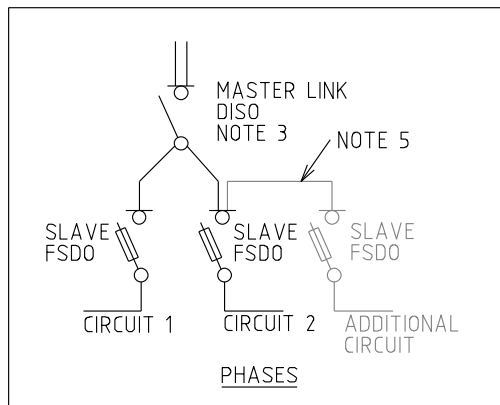 MASTER LINK
DISO
NOTE 3
NOTE 5
SLAVE
FSDO
SLAVE
FSDO
SLAVE
FSDO
CIRCUIT 1
CIRCUIT 2
ADDITIONAL
CIRCUIT
PHASES